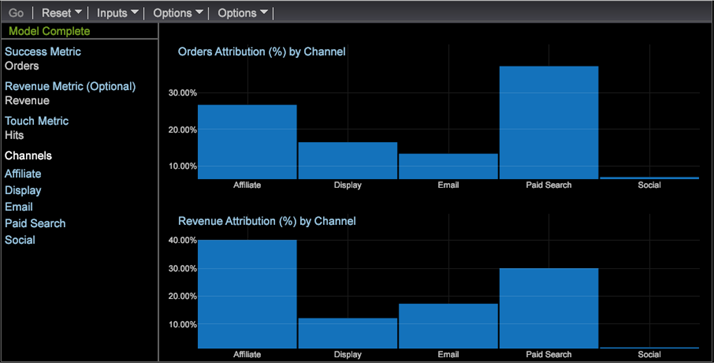 Go | Reset | Inputs | Options | Options
Model Complete
Success Metric
Orders
Revenue Metric (Optional)
Revenue
Touch Metric
Hits
Channels
Affiliate
Display
Email
Paid Search
Social
Orders Attribution (%) by Channel
30.00%
20.00%
10.00%
Affiliate Display Email Paid Search Social
Revenue Attribution (%) by Channel
40.00%
30.00%
20.00%
10.00%
Affiliate Display Email Paid Search Social